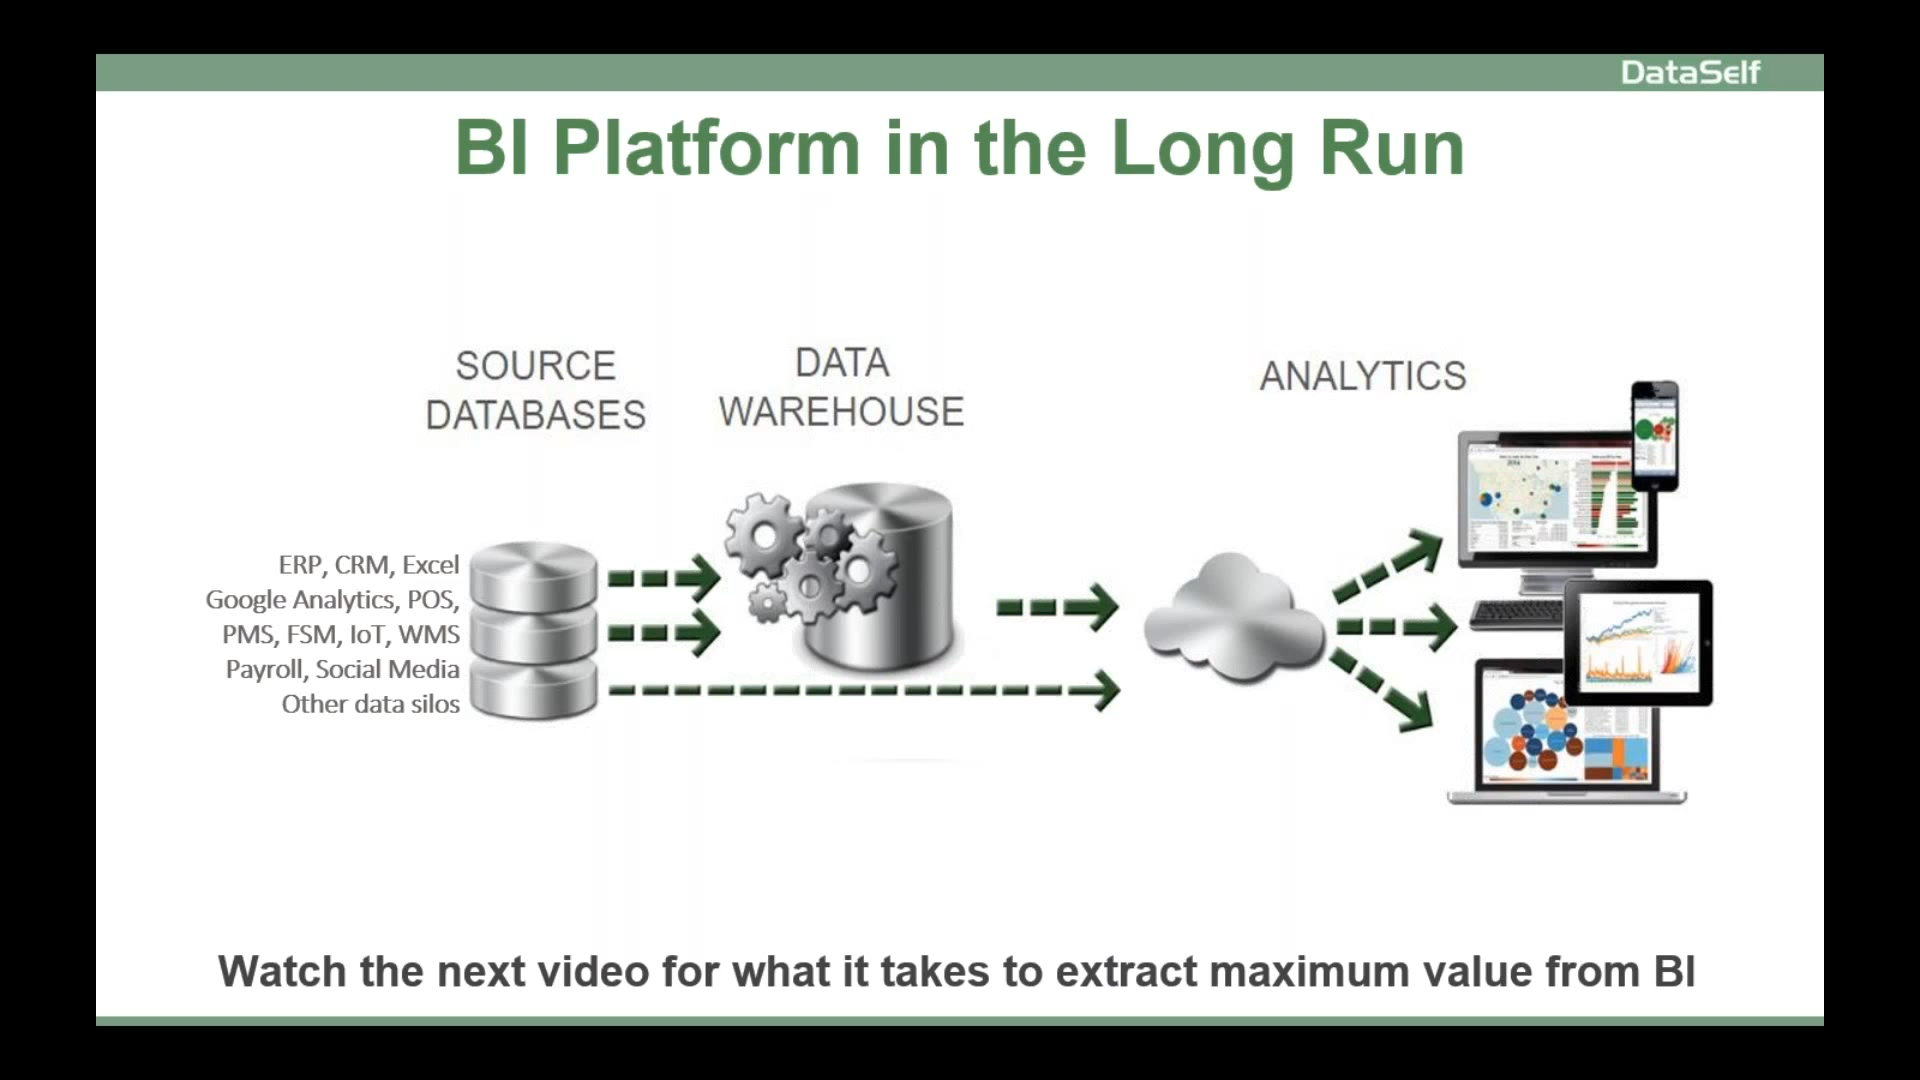 DataSelf
BI Platform in the Long Run
SOURCE
DATABASES
DATA
WAREHOUSE
ANALYTICS
ERP, CRM, Excel
Google Analytics, POS,
PMS, FSM, IoT, WMS
Payroll, Social Media
Other data silos
Watch the next video for what it takes to extract maximum value from BI